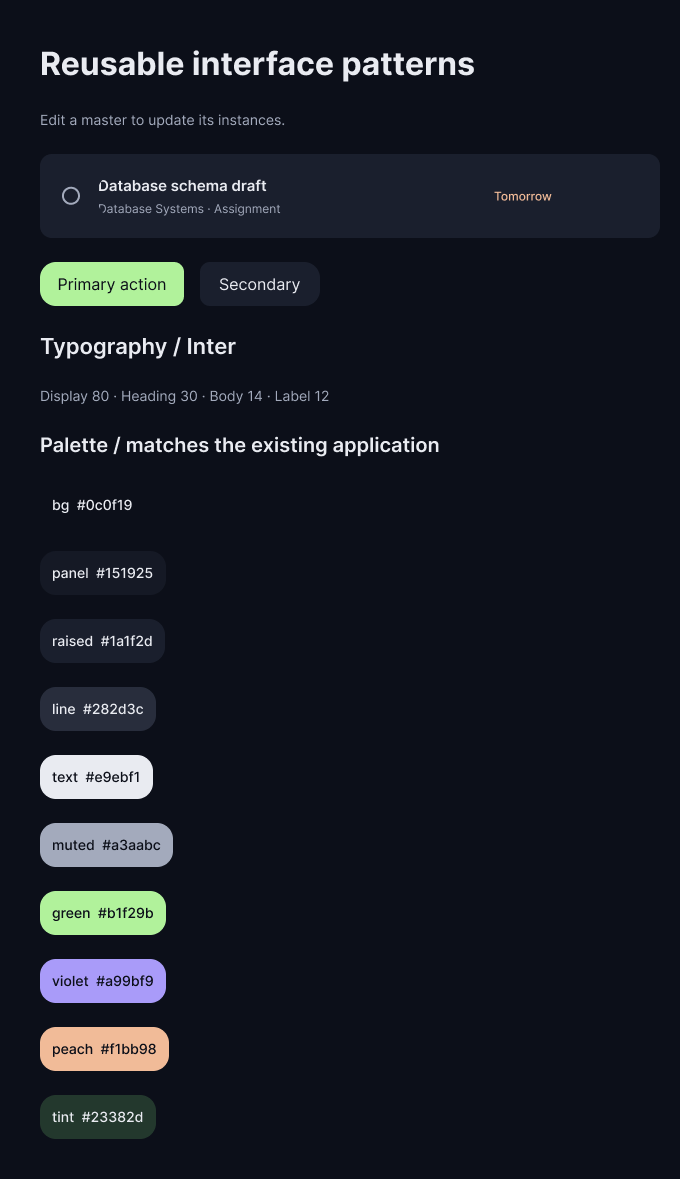 Reusable interface patterns
Edit a master to update its instances.
Database schema draft
Tomorrow
Database Systems · Assignment
Primary action
Secondary
Typography / Inter
Display 80 · Heading 30 · Body 14 · Label 12
Palette / matches the existing application
bg #0c0f19
panel #151925
raised #1a1f2d
line #282d3c
text #e9ebf1
muted #a3aabc
green #b1f29b
violet #a99bf9
peach #f1bb98
tint #23382d